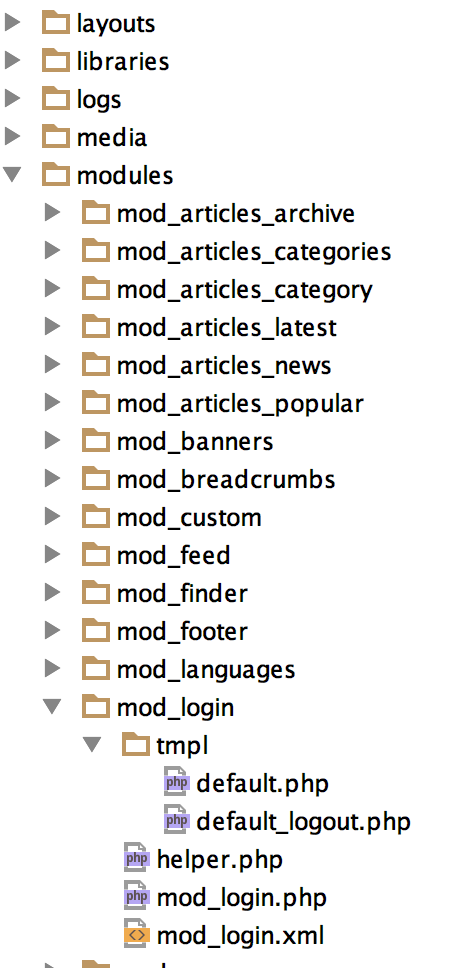 layouts
libraries
logs
media
modules
mod_articles_archive
mod_articles_categories
mod_articles_category
mod_articles_latest
mod_articles_news
mod_articles_popular
mod_banners
mod_breadcrumbs
mod_custom
mod_feed
mod_finder
mod_footer
mod_languages
mod_login
tmpl
php default.php
php default_logout.php
php helper.php
php mod_login.php
<> mod_login.xml